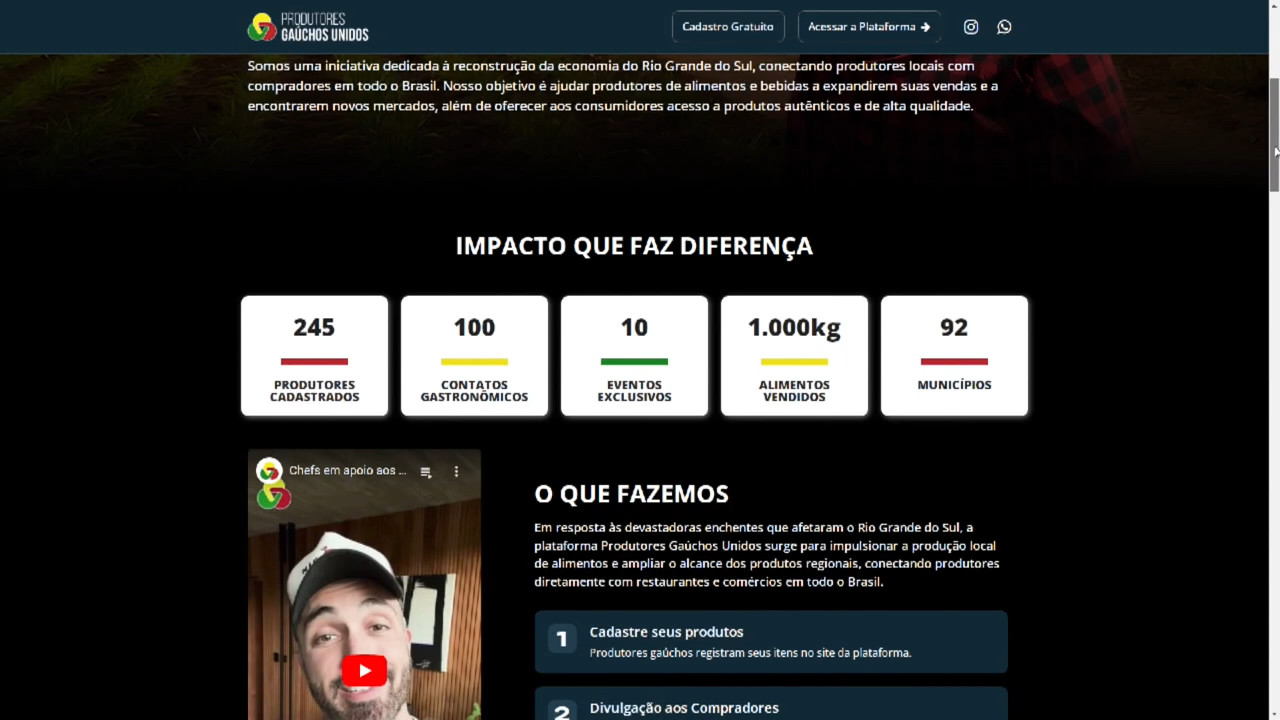 PRODUTORES
GAÚCHOS UNIDOS
Cadastro Gratuito
Acessar a Plataforma
Somos uma iniciativa dedicada à reconstrução da economia do Rio Grande do Sul, conectando produtores locais com
compradores em todo o Brasil. Nosso objetivo é ajudar produtores de alimentos e bebidas a expandirem suas vendas e a
encontrarem novos mercados, além de oferecer aos consumidores acesso a produtos autênticos e de alta qualidade.
IMPACTO QUE FAZ DIFERENÇA
245
PRODUTORES
CADASTRADOS
100
CONTATOS
GASTRONÔMICOS
10
EVENTOS
EXCLUSIVOS
1.000kg
ALIMENTOS
VENDIDOS
92
MUNICÍPIOS
Chefs em apoio aos ...
O QUE FAZEMOS
Em resposta às devastadoras enchentes que afetaram o Rio Grande do Sul, a
plataforma Produtores Gaúchos Unidos surge para impulsionar a produção local
de alimentos e ampliar o alcance dos produtos regionais, conectando produtores
diretamente com restaurantes e comércios em todo o Brasil.
1
Cadastre seus produtos
Produtores gaúchos registram seus itens no site da plataforma.
2
Divulgação aos Compradores